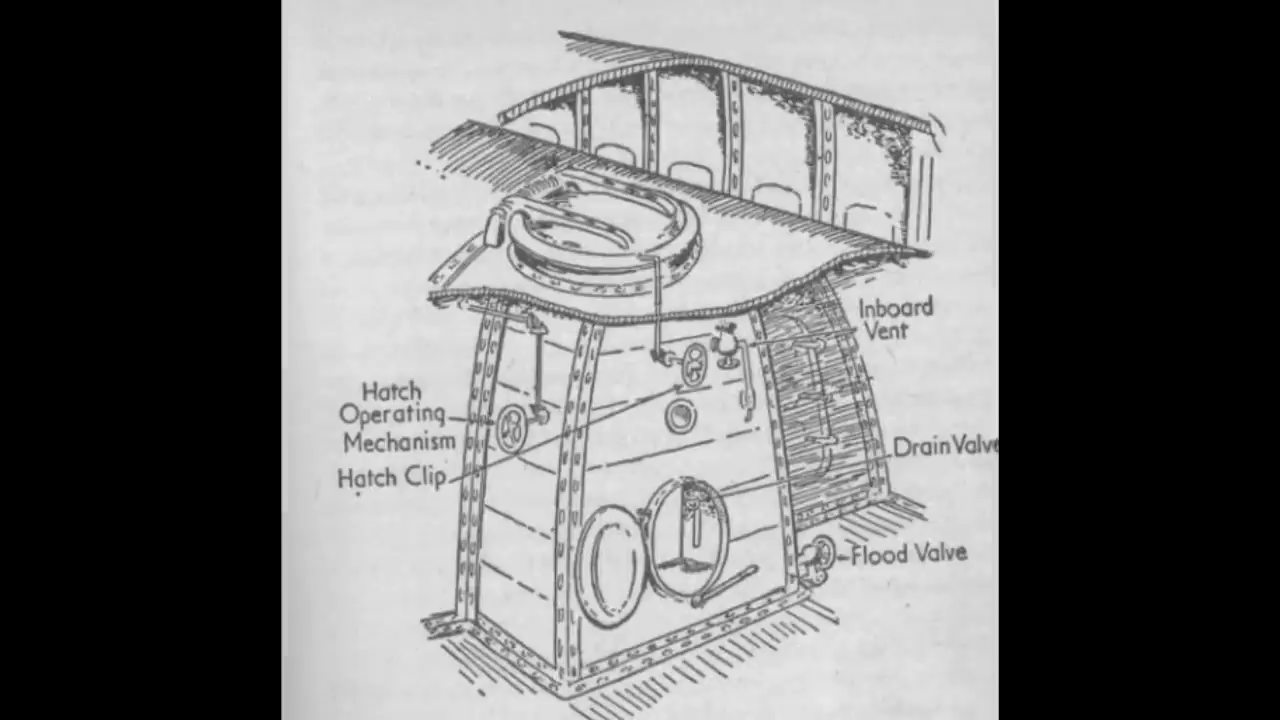 Inboard
Vent
Hatch
Operating
Mechanism
Hatch Clip
Drain Valve
Flood Valve